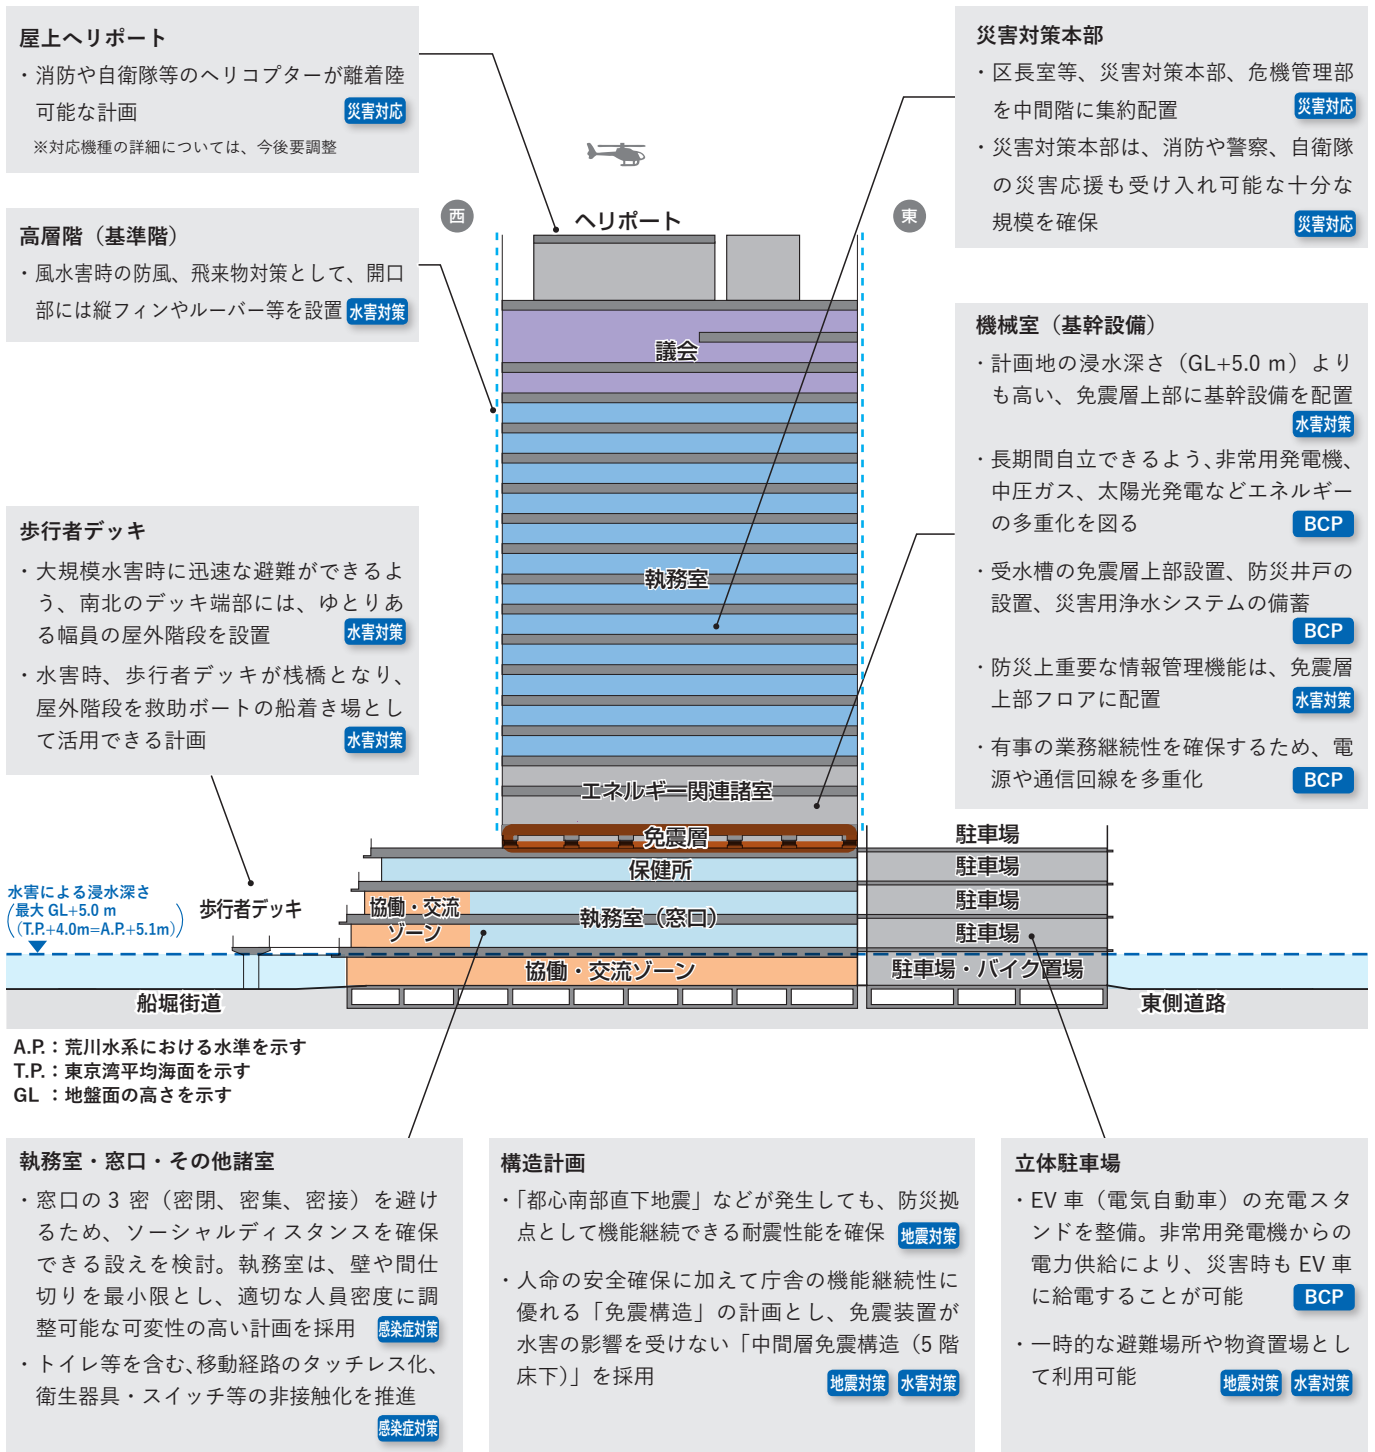 屋上ヘリポート
・消防や自衛隊等のヘリコプターが離着陸
可能な計画 災害対応
※対応機種の詳細については、今後要調整
高層階（基準階）
・風水害時の防風、飛来物対策として、開口
部には縦フィンやルーバー等を設置 水害対策
歩行者デッキ
・大規模水害時に迅速な避難ができるよ
う、南北のデッキ端部には、ゆとりあ
る幅員の屋外階段を設置 水害対策
・水害時、歩行者デッキが桟橋となり、
屋外階段を救助ボートの船着き場とし
て活用できる計画 水害対策
災害対策本部
・区長室等、災害対策本部、危機管理部
を中間階に集約配置 災害対応
・災害対策本部は、消防や警察、自衛隊
の災害応援も受け入れ可能な十分な
規模を確保 災害対応
機械室（基幹設備）
・計画地の浸水深さ（GL+5.0 m）より
も高い、免震層上部に基幹設備を配置
水害対策
・長期間自立できるよう、非常用発電機、
中圧ガス、太陽光発電などエネルギー
の多重化を図る BCP
・受水槽の免震層上部設置、防災井戸の
設置、災害用浄水システムの備蓄
BCP
・防災上重要な情報管理機能は、免震層
上部フロアに配置 水害対策
・有事の業務継続性を確保するため、電
源や通信回線を多重化 BCP
西
東
ヘリポート
議会
執務室
エネルギー関連諸室
免震層
保健所
協働・交流
ゾーン
執務室（窓口）
協働・交流ゾーン
駐車場
駐車場
駐車場
駐車場
駐車場・バイク置場
水害による浸水深さ
最大 GL+5.0 m
（T.P.+4.0m=A.P.+5.1m）
歩行者デッキ
船堀街道
東側道路
A.P.：荒川水系における水準を示す
T.P.：東京湾平均海面を示す
GL ：地盤面の高さを示す
執務室・窓口・その他諸室
・窓口の 3 密（密閉、密集、密接）を避け
るため、ソーシャルディスタンスを確保
できる設えを検討。執務室は、壁や間仕
切りを最小限とし、適切な人員密度に調
整可能な可変性の高い計画を採用 感染症対策
・トイレ等を含む、移動経路のタッチレス化、
衛生器具・スイッチ等の非接触化を推進
感染症対策
構造計画
・「都心南部直下地震」などが発生しても、防災拠
点として機能継続できる耐震性能を確保 地震対策
・人命の安全確保に加えて庁舎の機能継続性に
優れる「免震構造」の計画とし、免震装置が
水害の影響を受けない「中間層免震構造（5 階
床下）」を採用 地震対策 水害対策
立体駐車場
・EV 車（電気自動車）の充電スタ
ンドを整備。非常用発電機からの
電力供給により、災害時も EV 車
に給電することが可能 BCP
・一時的な避難場所や物資置場とし
て利用可能 地震対策 水害対策